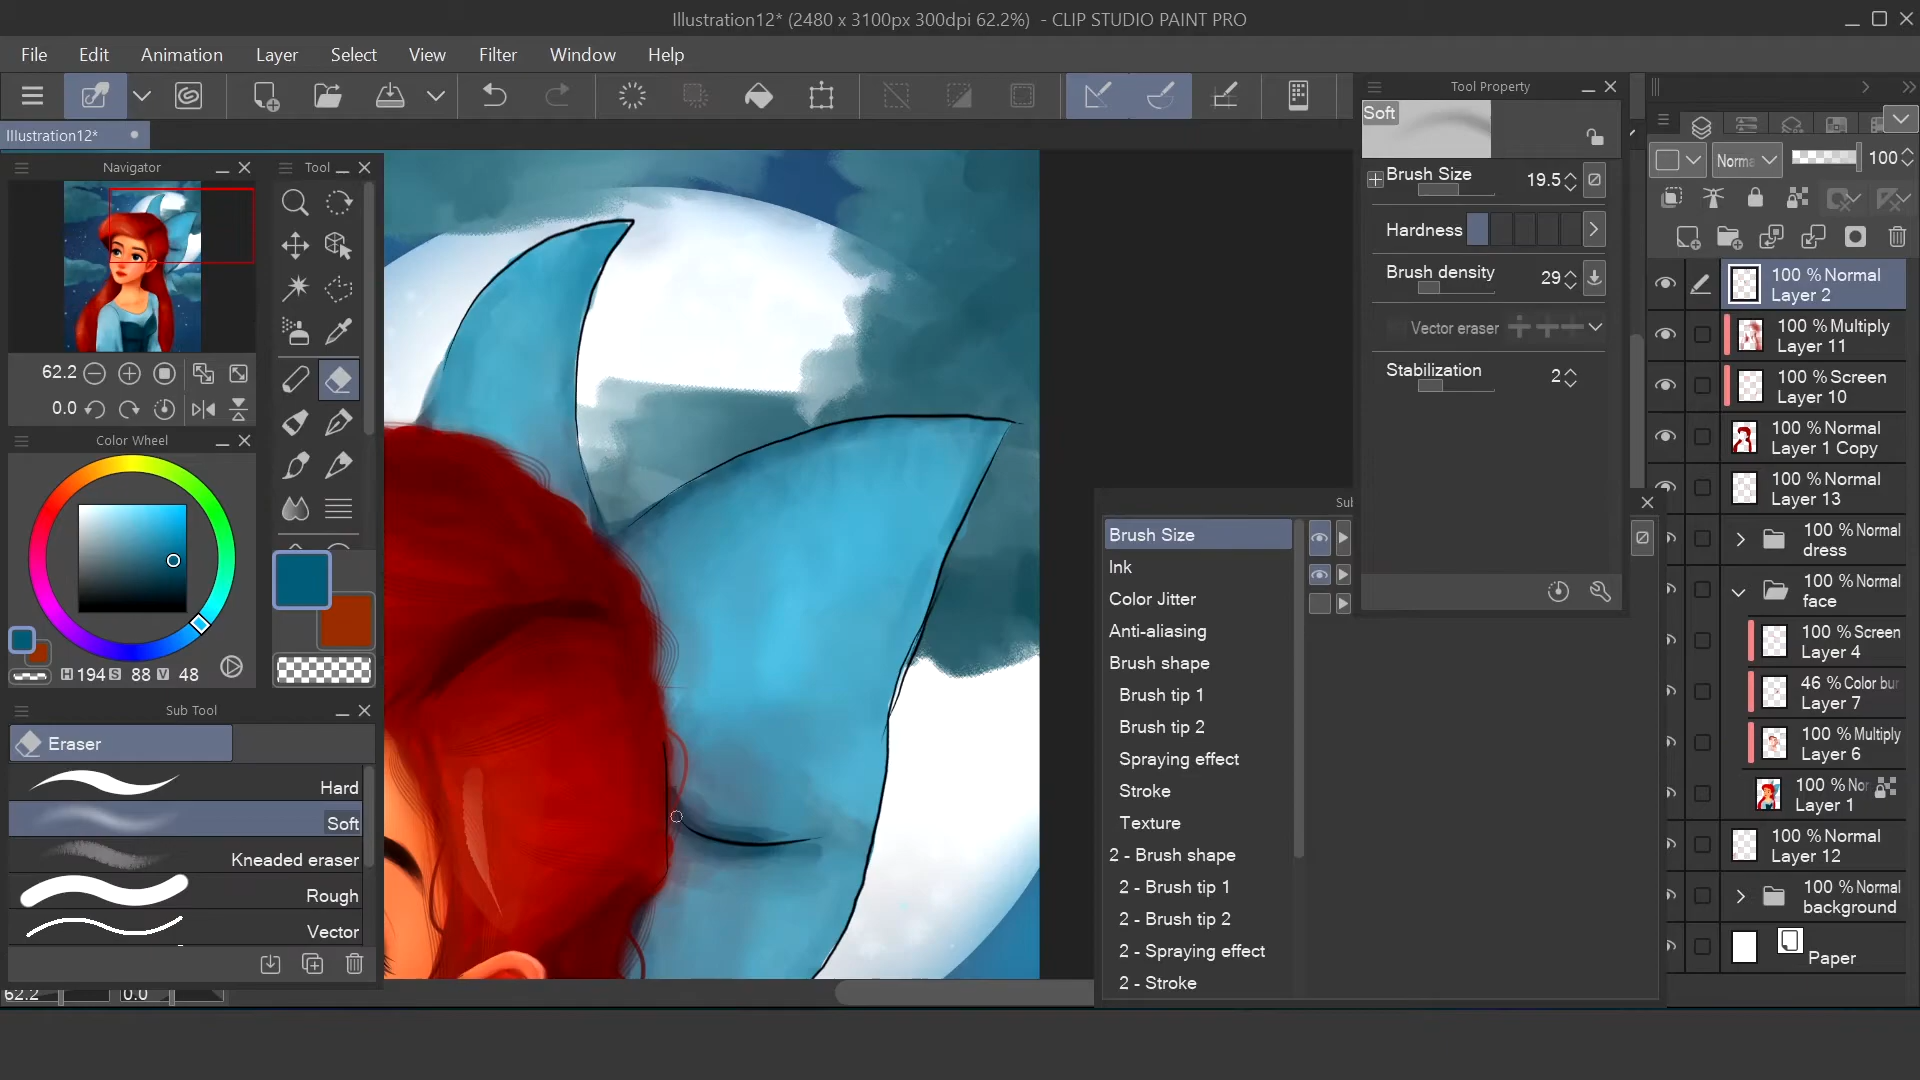 Illustration12* (2480 x 3100px 300dpi 62.2%) - CLIP STUDIO PAINT PRO
File Edit Animation Layer Select View Filter Window Help
Illustration12*
Navigator
62.2
0.0
Color Wheel
H 194 S 88 V 48
Tool
Sub Tool
Eraser
Hard
Soft
Kneaded eraser
Rough
Vector
62.2 0.0
Brush Size
Ink
Color Jitter
Anti-aliasing
Brush shape
Brush tip 1
Brush tip 2
Spraying effect
Stroke
Texture
2 - Brush shape
2 - Brush tip 1
2 - Brush tip 2
2 - Spraying effect
2 - Stroke
Su
Tool Property
Soft
Brush Size 19.5
Hardness
Brush density 29
Vector eraser
Stabilization 2
Norma 100
100 % Normal
Layer 2
100 % Multiply
Layer 11
100 % Screen
Layer 10
100 % Normal
Layer 1 Copy
100 % Normal
Layer 13
100 % Normal
dress
100 % Normal
face
100 % Screen
Layer 4
46 % Color bur
Layer 7
100 % Multiply
Layer 6
100 % Nor
Layer 1
100 % Normal
Layer 12
100 % Normal
background
Paper